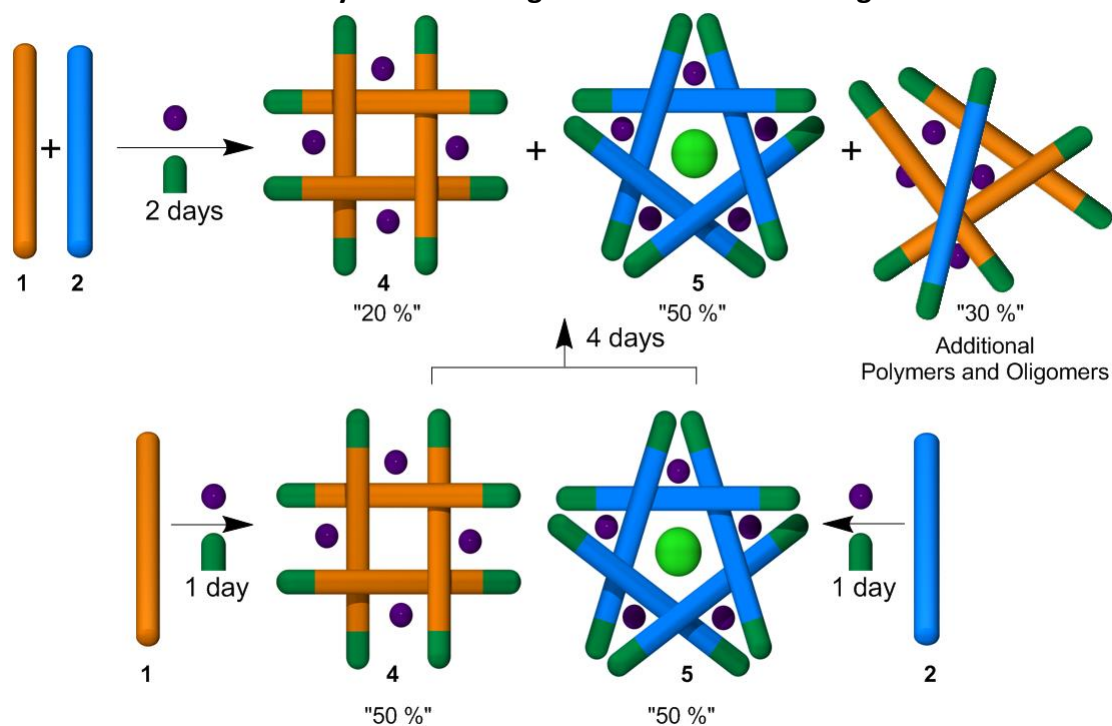 +
+
+
2 days
1
2
4
5
"20 %"
"50 %"
"30 %"
Additional
Polymers and Oligomers
4 days
1 day
1 day
1
4
5
2
"50 %"
"50 %"